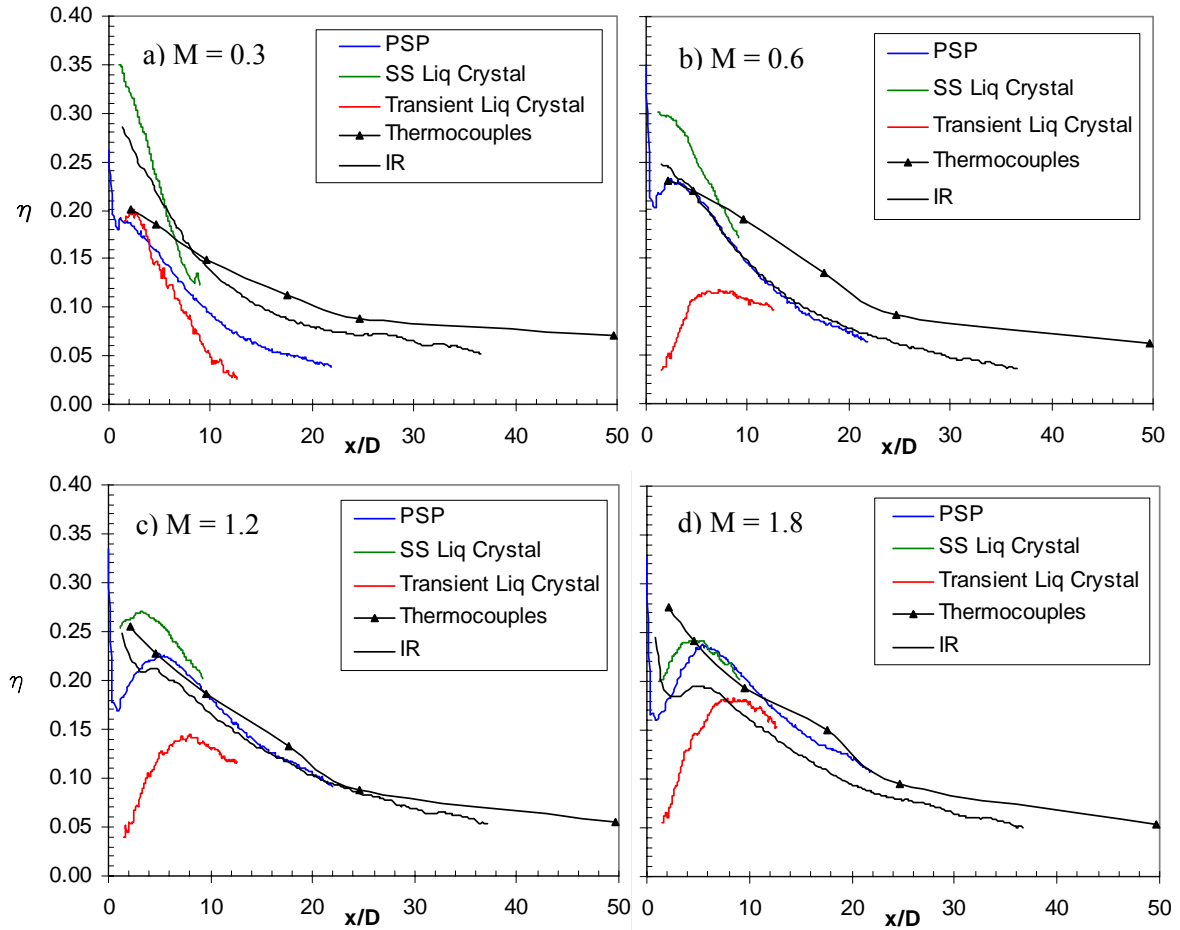 a) M = 0.3
PSP
SS Liq Crystal
Transient Liq Crystal
Thermocouples
IR
0.40
0.35
0.30
0.25
0.20
0.15
0.10
0.05
0.00
η
0 10 20 30 40 50
x/D
b) M = 0.6
PSP
SS Liq Crystal
Transient Liq Crystal
Thermocouples
IR
0 10 20 30 40 50
x/D
c) M = 1.2
PSP
SS Liq Crystal
Transient Liq Crystal
Thermocouples
IR
0.40
0.35
0.30
0.25
0.20
0.15
0.10
0.05
0.00
η
0 10 20 30 40 50
x/D
d) M = 1.8
PSP
SS Liq Crystal
Transient Liq Crystal
Thermocouples
IR
0 10 20 30 40 50
x/D